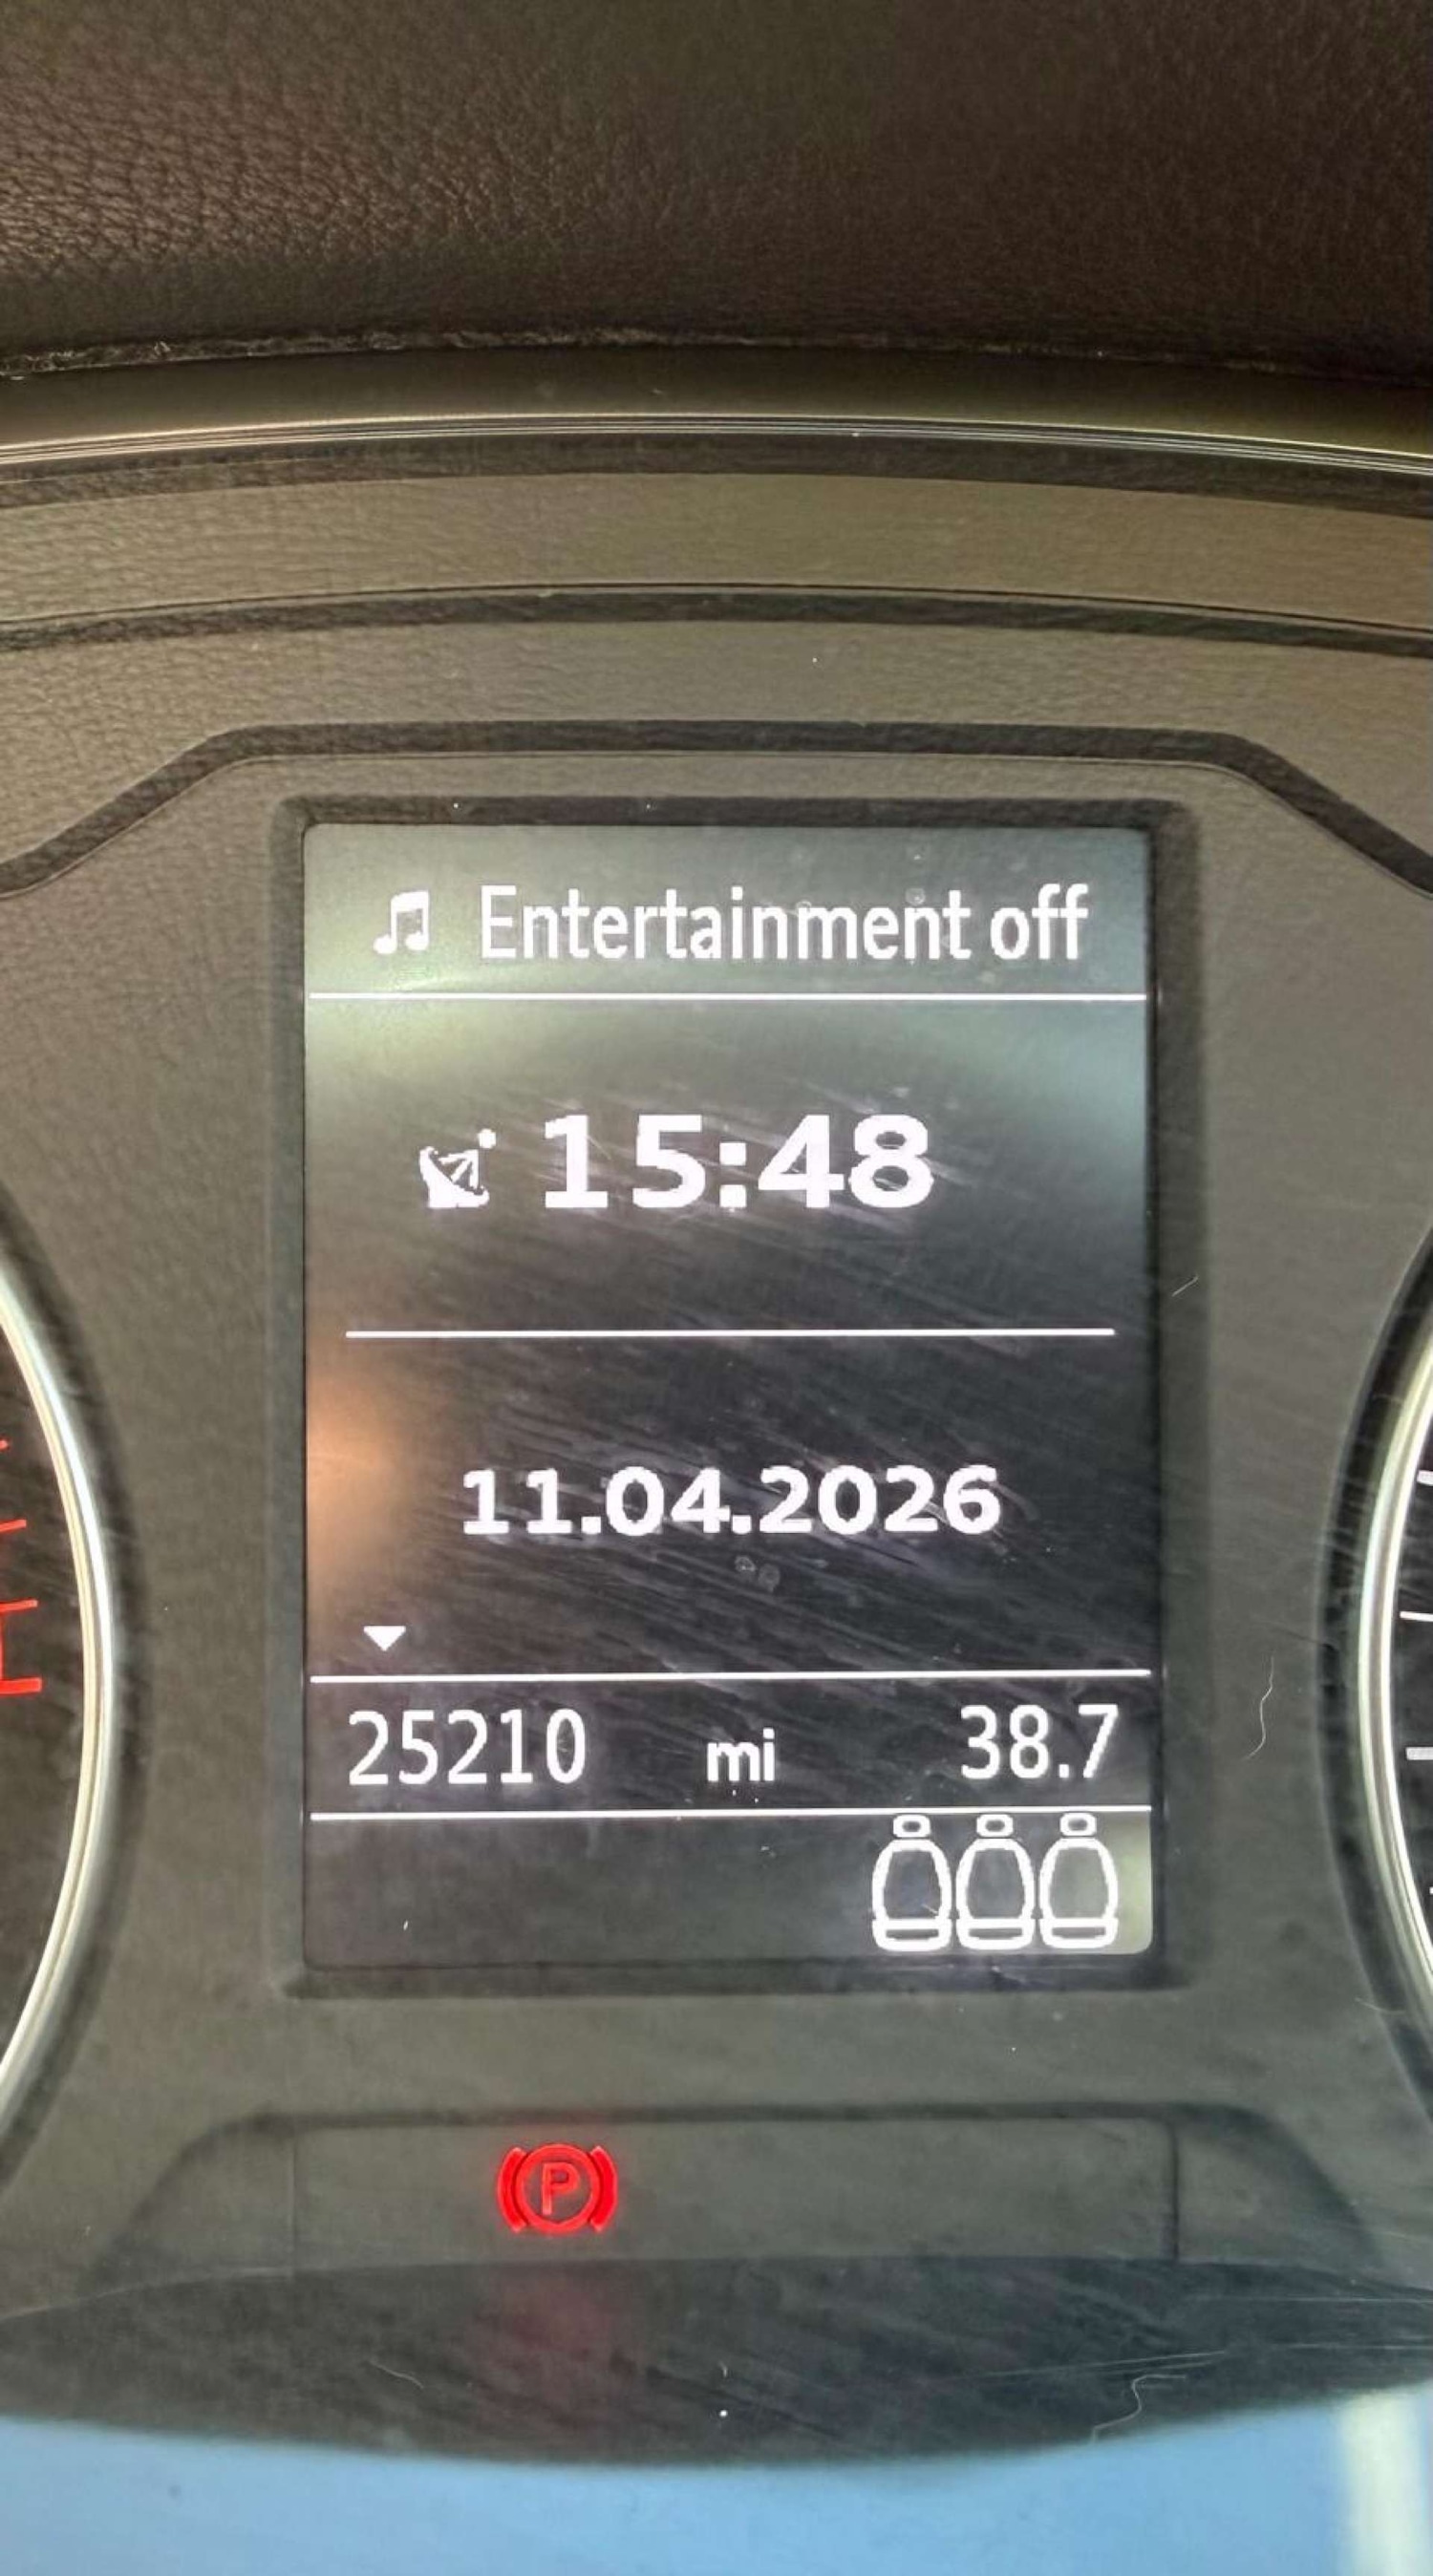 Entertainment off
15:48
11.04.2026
25210 mi 38.7
P